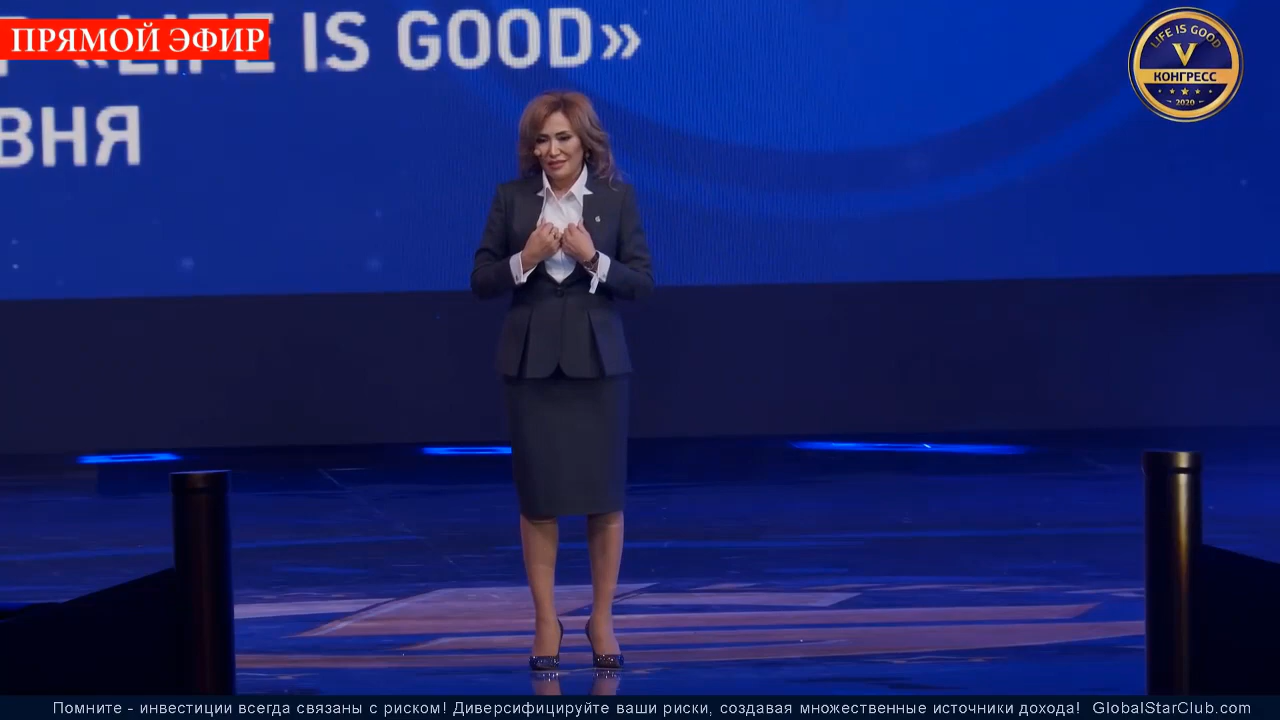 ПРЯМОЙ ЭФИР
«LIFE IS GOOD»
ВНЯ
LIFE IS GOOD
V
КОНГРЕСС
2020
Помните - инвестиции всегда связаны с риском! Диверсифицируйте ваши риски, создавая множественные источники дохода! GlobalStarClub.com